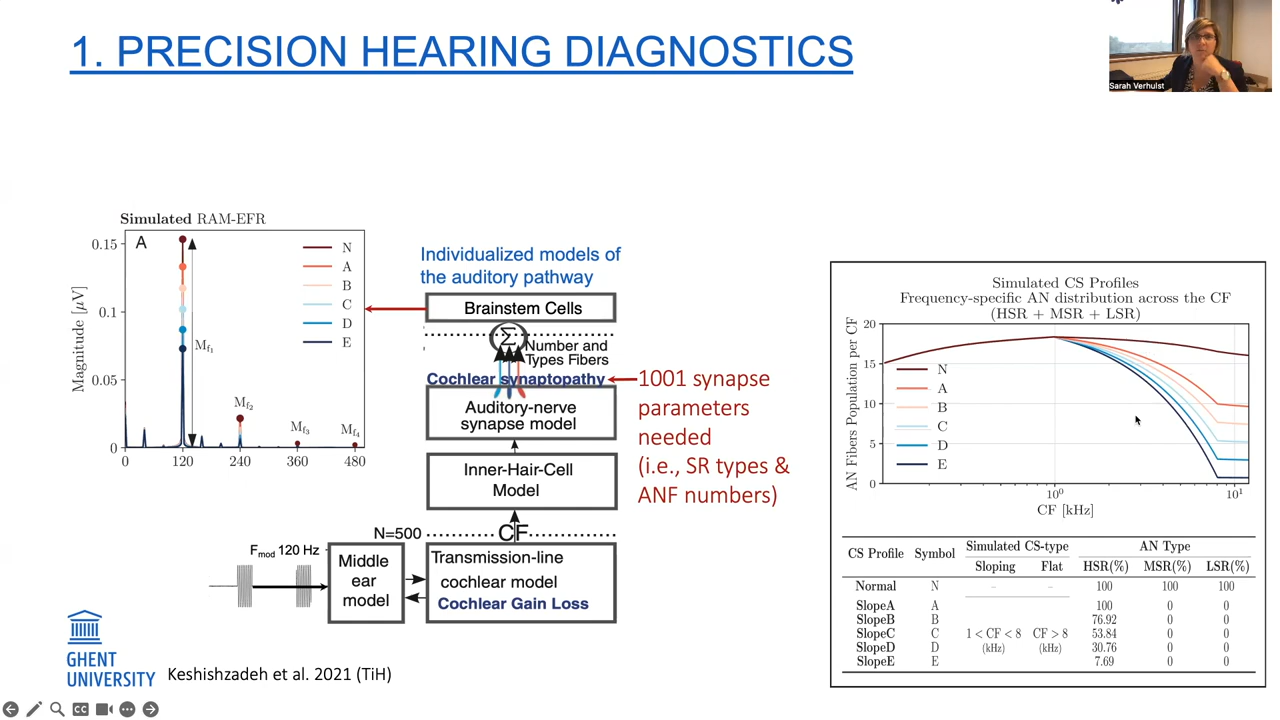 1. PRECISION HEARING DIAGNOSTICS
Sarah Verhulst
Simulated RAM-EFR
A
0.15
0.1
0.05
0
Magnitude [μV]
N
A
B
C
D
E
Mf1
Mf2
Mf3
Mf4
0
120
240
360
480
Individualized models of
the auditory pathway
Brainstem Cells
Σ
Number and
Types Fibers
Cochlear synaptopathy
Auditory-nerve
synapse model
Inner-Hair-Cell
Model
N=500
CF
Fmod 120 Hz
Middle
ear
model
Transmission-line
cochlear model
Cochlear Gain Loss
1001 synapse
parameters
needed
(i.e., SR types &
ANF numbers)
Simulated CS Profiles
Frequency-specific AN distribution across the CF
(HSR + MSR + LSR)
AN Fibers Population per CF
20
15
10
5
0
N
A
B
C
D
E
10⁰
10¹
CF [kHz]
CS Profile Symbol Simulated CS-type AN Type
Sloping Flat HSR(%) MSR(%) LSR(%)
Normal N – – 100 100 100
SlopeA A 100 0 0
SlopeB B 76.92 0 0
SlopeC C 1 < CF < 8 CF > 8 53.84 0 0
SlopeD D (kHz) (kHz) 30.76 0 0
SlopeE E 7.69 0 0
GHENT
UNIVERSITY
Keshishzadeh et al. 2021 (TiH)
CC